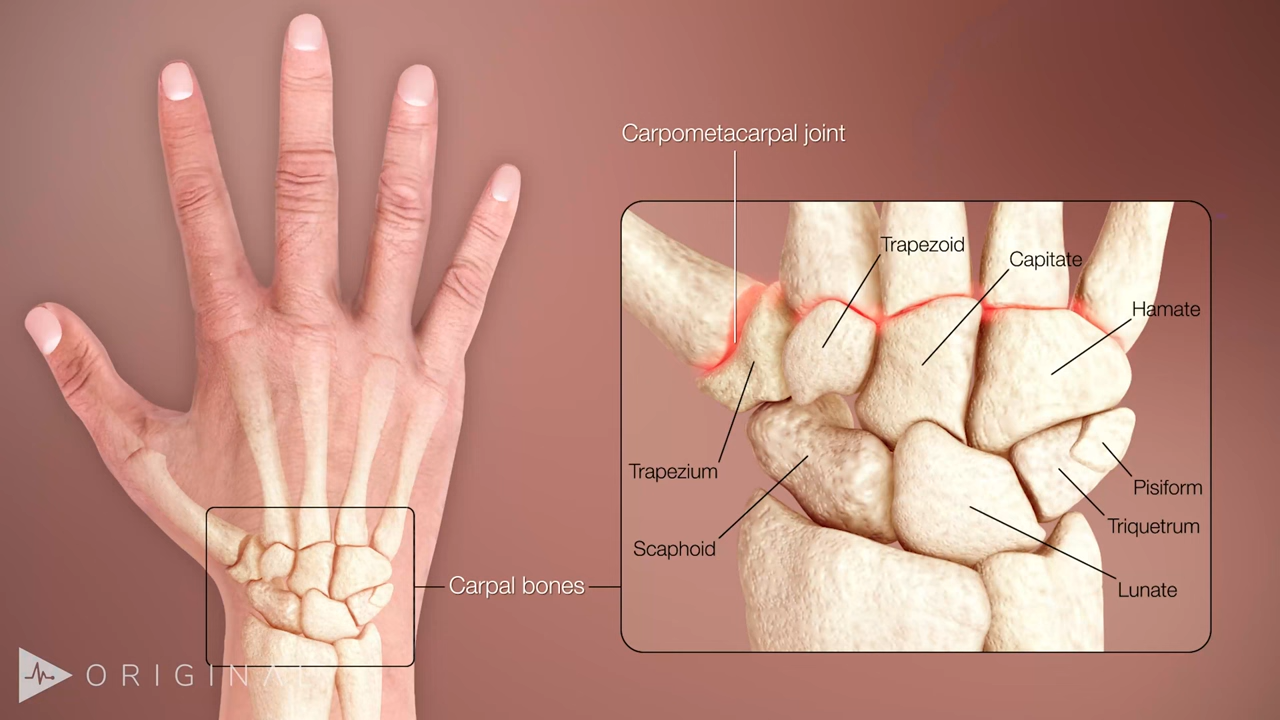 Carpometacarpal joint
Trapezoid
Capitate
Hamate
Trapezium
Pisiform
Triquetrum
Scaphoid
Lunate
Carpal bones
ORIGINAL